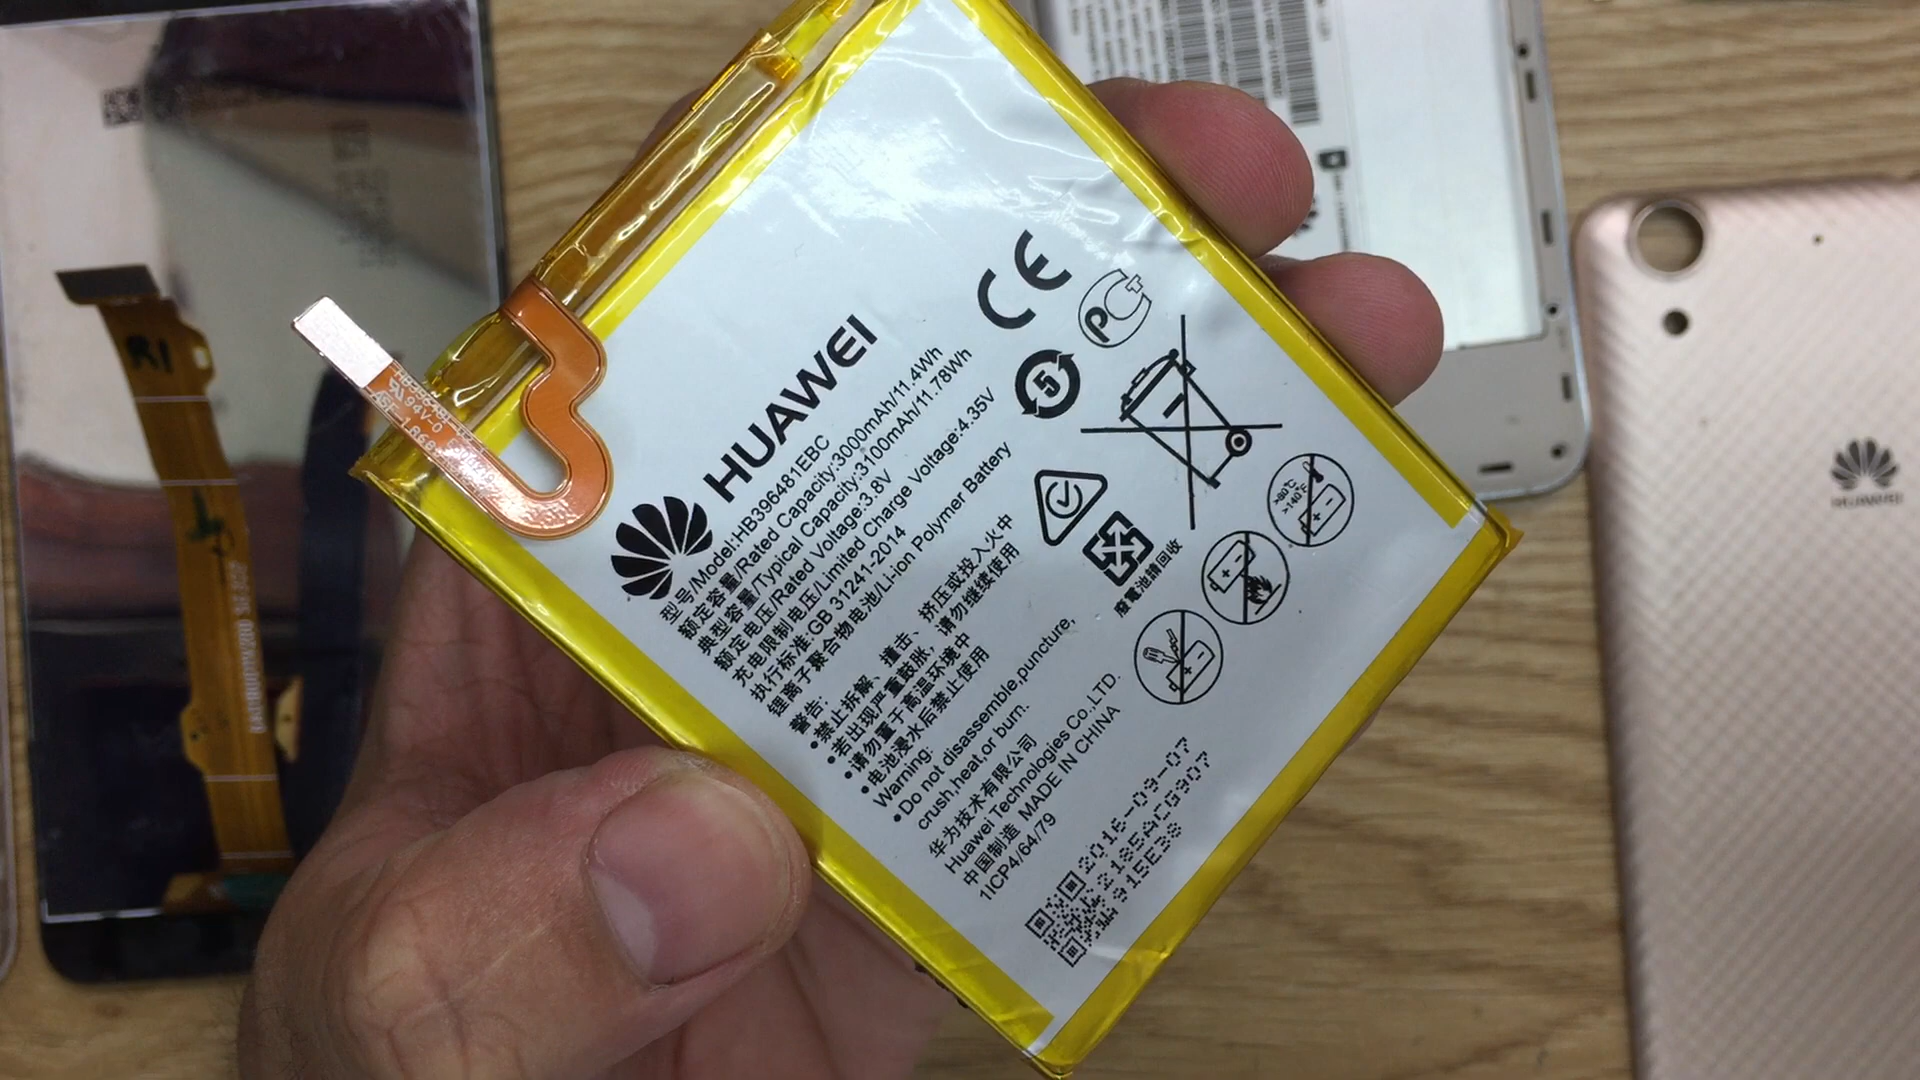 HUAWEI
型号/Model:HB396481EBC
额定容量/Rated Capacity:3000mAh/11.4Wh
典型容量/Typical Capacity:3100mAh/11.78Wh
额定电压/Rated Voltage:3.8V
充电限制电压/Limited Charge Voltage:4.35V
执行标准:GB 31241-2014
锂离子聚合物电池/Li-ion Polymer Battery
警告:
•禁止拆解、撞击、挤压或投入火中
•若出现严重鼓胀,请勿继续使用
•请勿置于高温环境中
•电池浸水后禁止使用
Warning:
•Do not disassemble,puncture,
crush,heat,or burn.
华为技术有限公司
Huawei Technologies Co.,LTD.
中国制造 MADE IN CHINA
1ICP4/64/79
2016-09-07
915E38
CE
PC+
5
廢電池請回收
>60℃
>140℉
94V-0
R1
HUAWEI